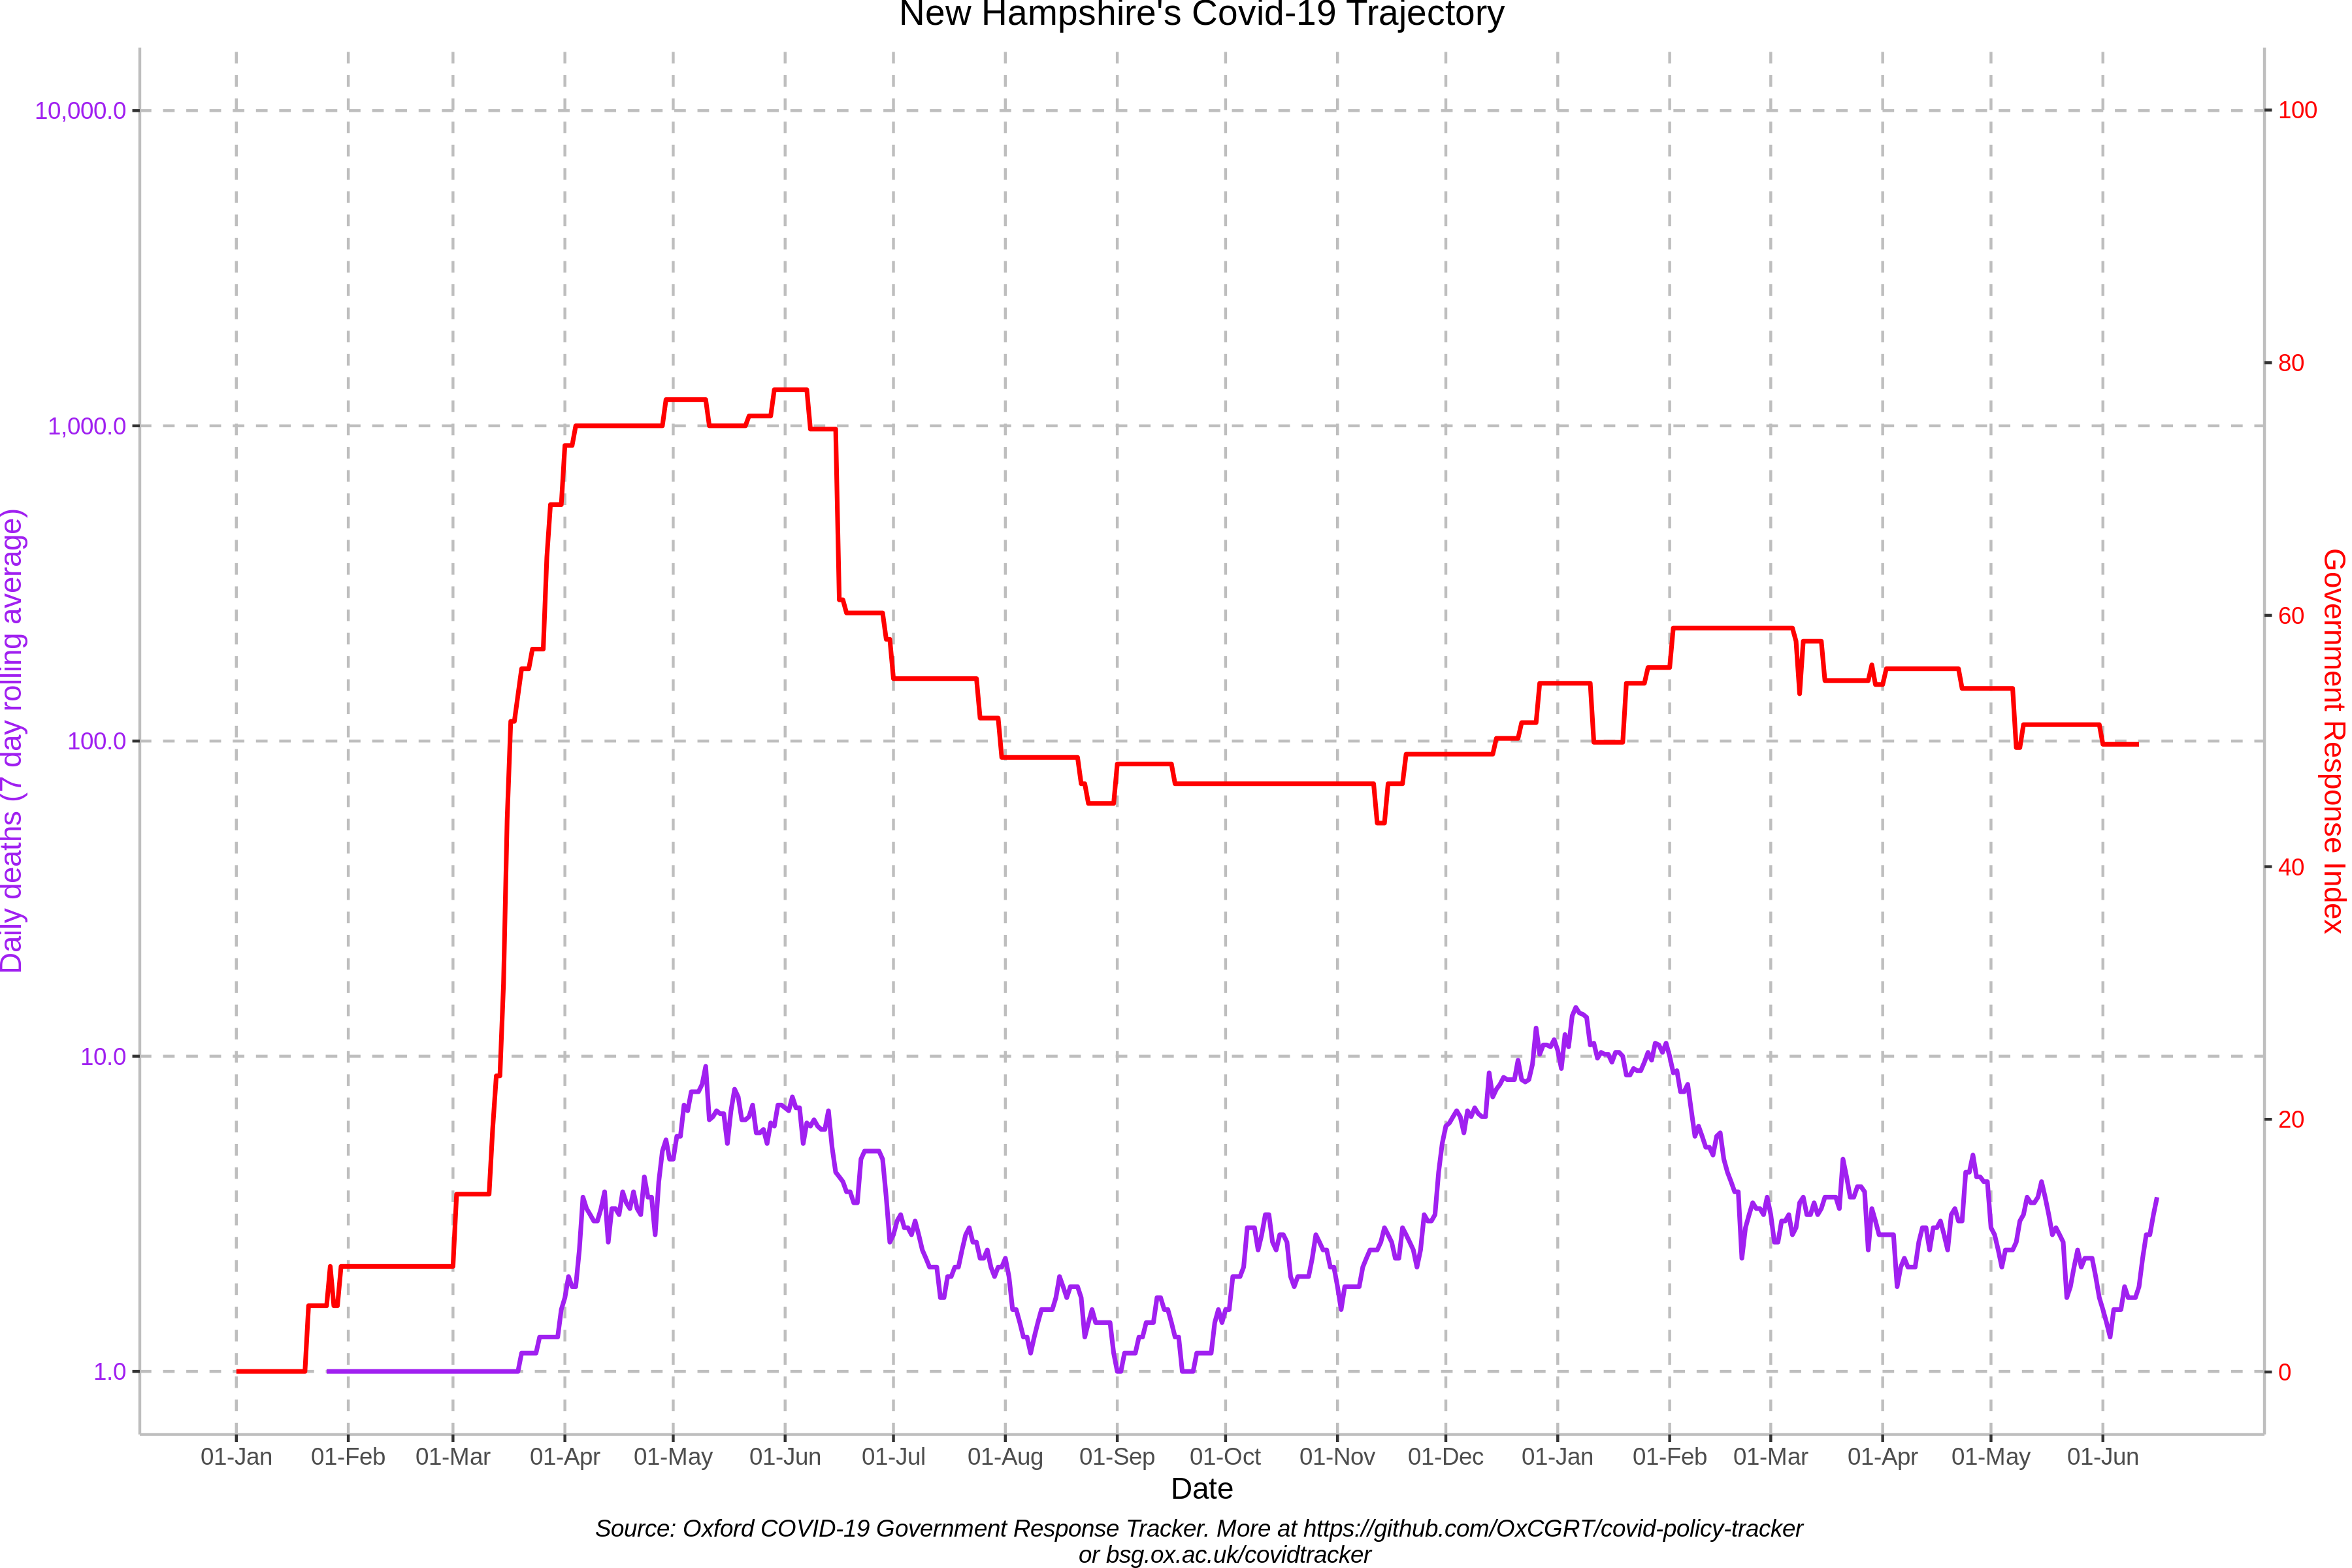 New Hampshire's Covid-19 Trajectory
10,000.0
1,000.0
100.0
10.0
1.0
Daily deaths (7 day rolling average)
100
80
60
40
20
0
Government Response Index
01-Jan 01-Feb 01-Mar 01-Apr 01-May 01-Jun 01-Jul 01-Aug 01-Sep 01-Oct 01-Nov 01-Dec 01-Jan 01-Feb 01-Mar 01-Apr 01-May 01-Jun
Date
Source: Oxford COVID-19 Government Response Tracker. More at https://github.com/OxCGRT/covid-policy-tracker
or bsg.ox.ac.uk/covidtracker